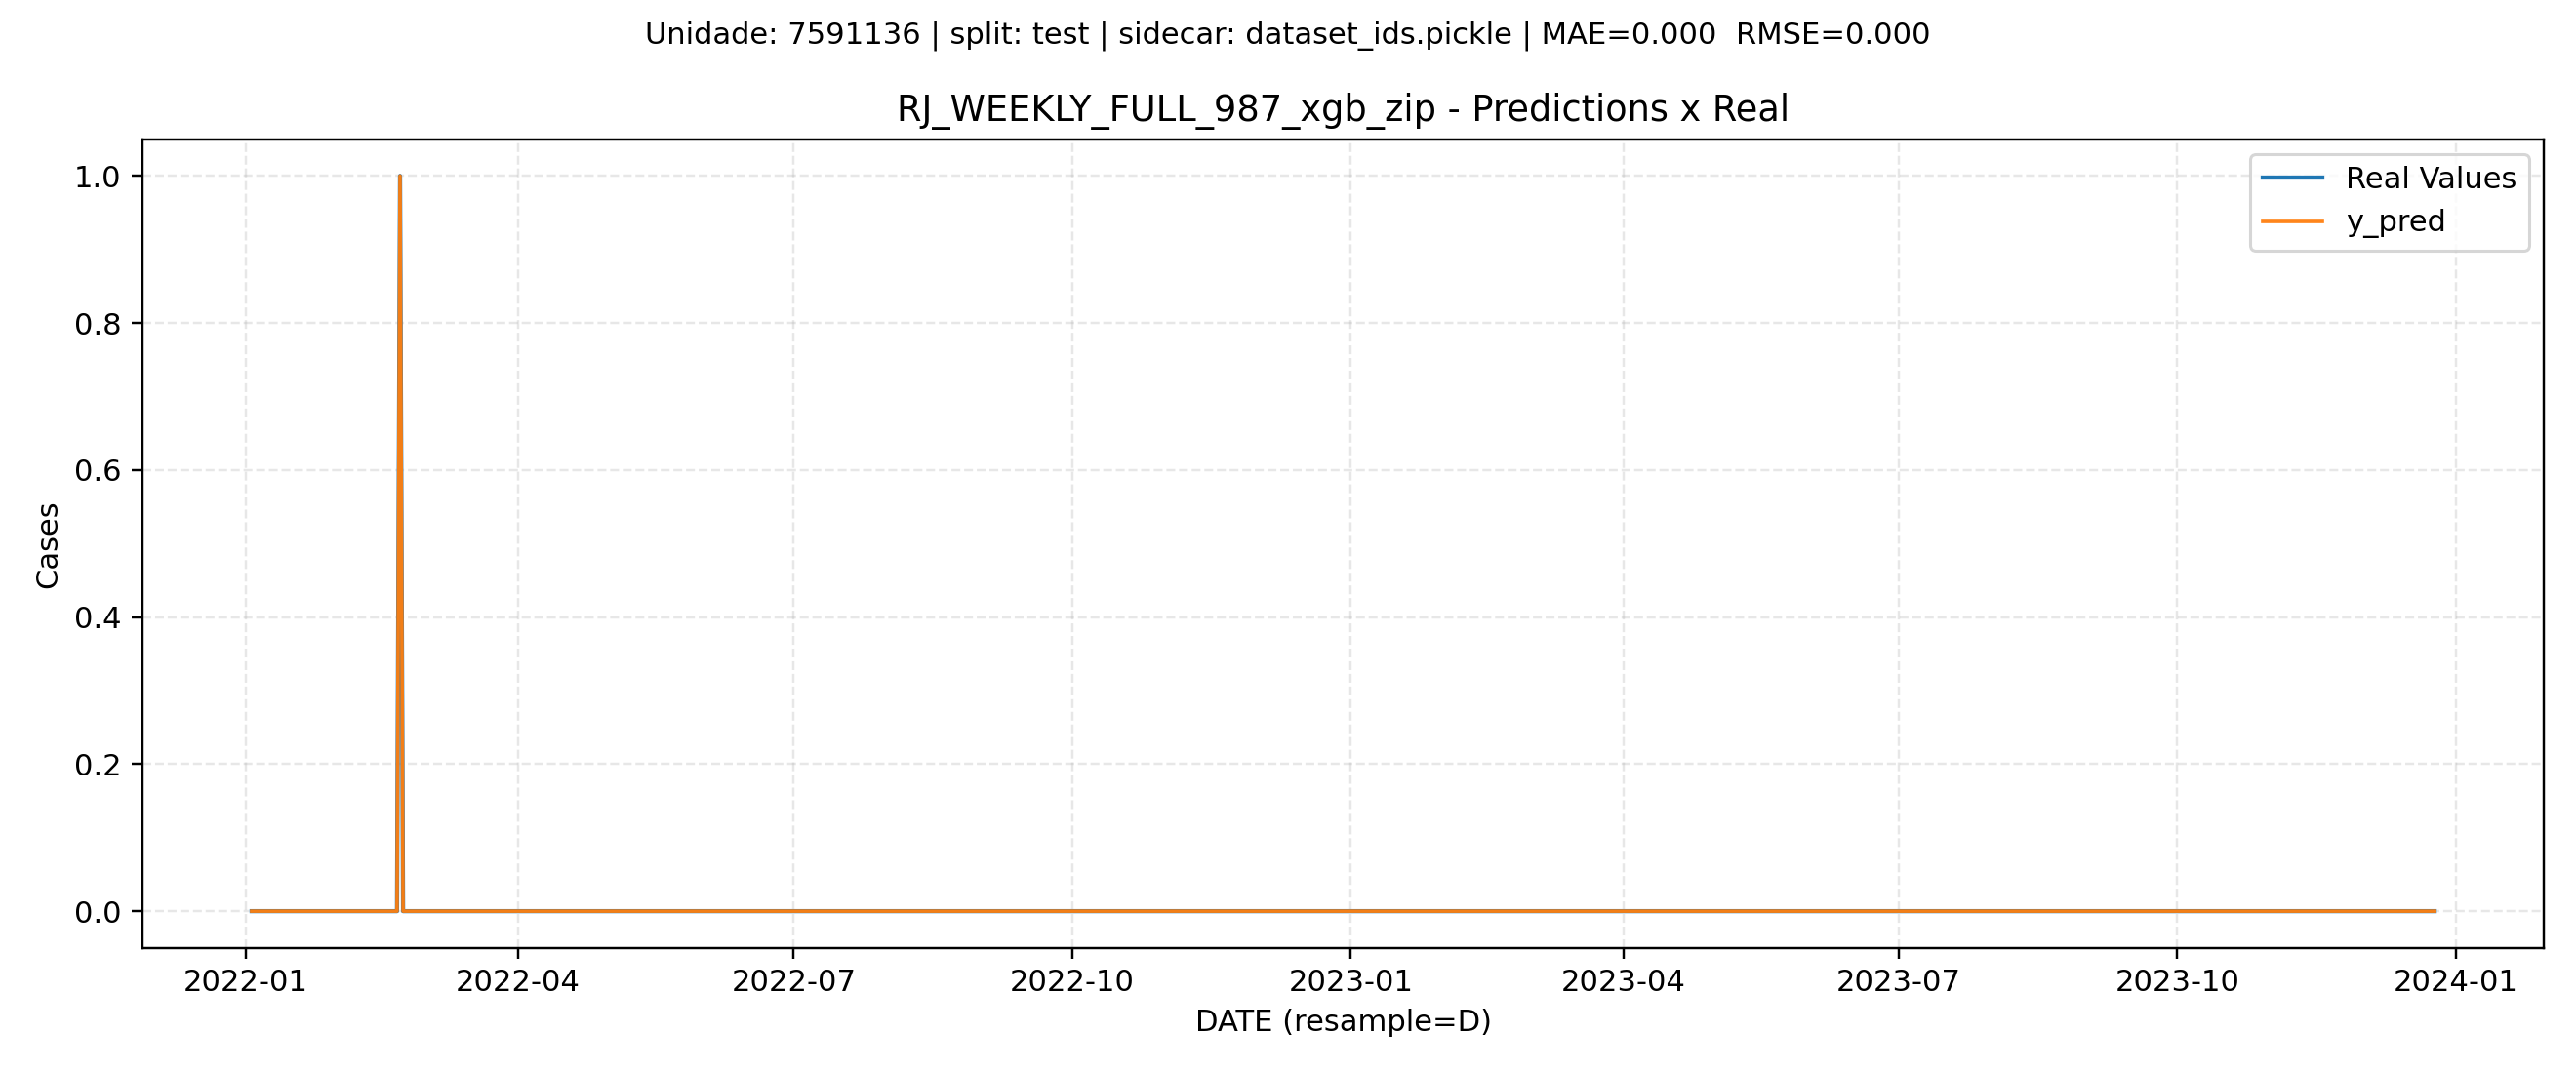 Unidade: 7591136 | split: test | sidecar: dataset_ids.pickle | MAE=0.000  RMSE=0.000
RJ_WEEKLY_FULL_987_xgb_zip - Predictions x Real
Real Values
y_pred
1.0
0.8
0.6
0.4
0.2
0.0
Cases
2022-01 2022-04 2022-07 2022-10 2023-01 2023-04 2023-07 2023-10 2024-01
DATE (resample=D)